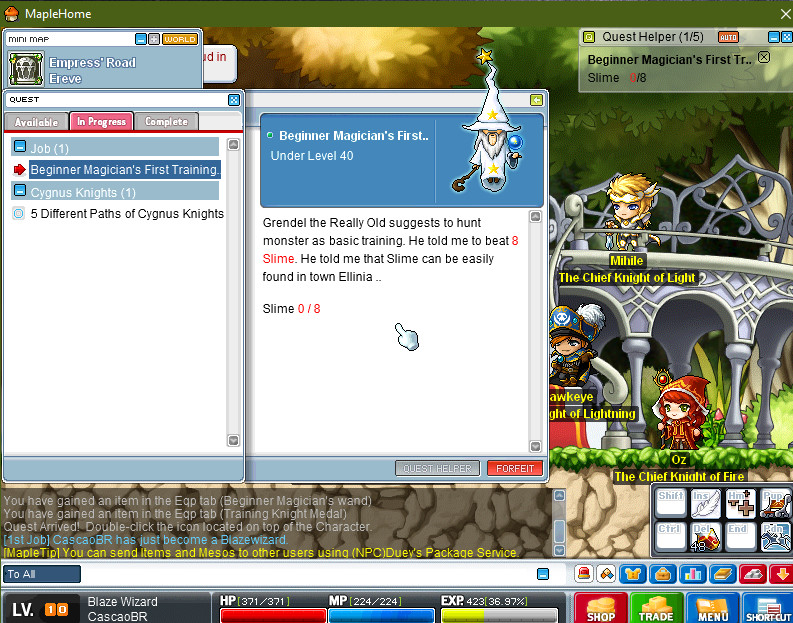 MapleHome
MINI MAP
WORLD
Empress' Road
Ereve
ud in
Quest Helper (1/5)
AUTO
Beginner Magician's First Tr..
Slime 0/8
QUEST
Available
In Progress
Complete
Job (1)
Beginner Magician's First Training.
Cygnus Knights (1)
5 Different Paths of Cygnus Knights
Beginner Magician's First..
Under Level 40
Grendel the Really Old suggests to hunt
monster as basic training. He told me to beat 8
Slime. He told me that Slime can be easily
found in town Ellinia ..
Slime 0 / 8
QUEST HELPER
FORFEIT
Mihile
The Chief Knight of Light
awkeye
ght of Lightning
Oz
The Chief Knight of Fire
You have gained an item in the Eqp tab (Beginner Magician's wand)
You have gained an item in the Eqp tab (Training Knight Medal)
Quest Arrived! Double-click the icon located on top of the Character.
[1st Job] CascaoBR has just become a Blazewizard.
[MapleTip] You can send Items and Mesos to other users using (NPC)Duey's Package Service.
Shift
Ins
Hm
Pup
Ctrl
Del
End
Pdn
48
To All
LV. 10
Blaze Wizard
CascaoBR
HP [371/371]
MP [224/224]
EXP 423[36.97%]
SHOP
TRADE
MENU
SHORT CUT